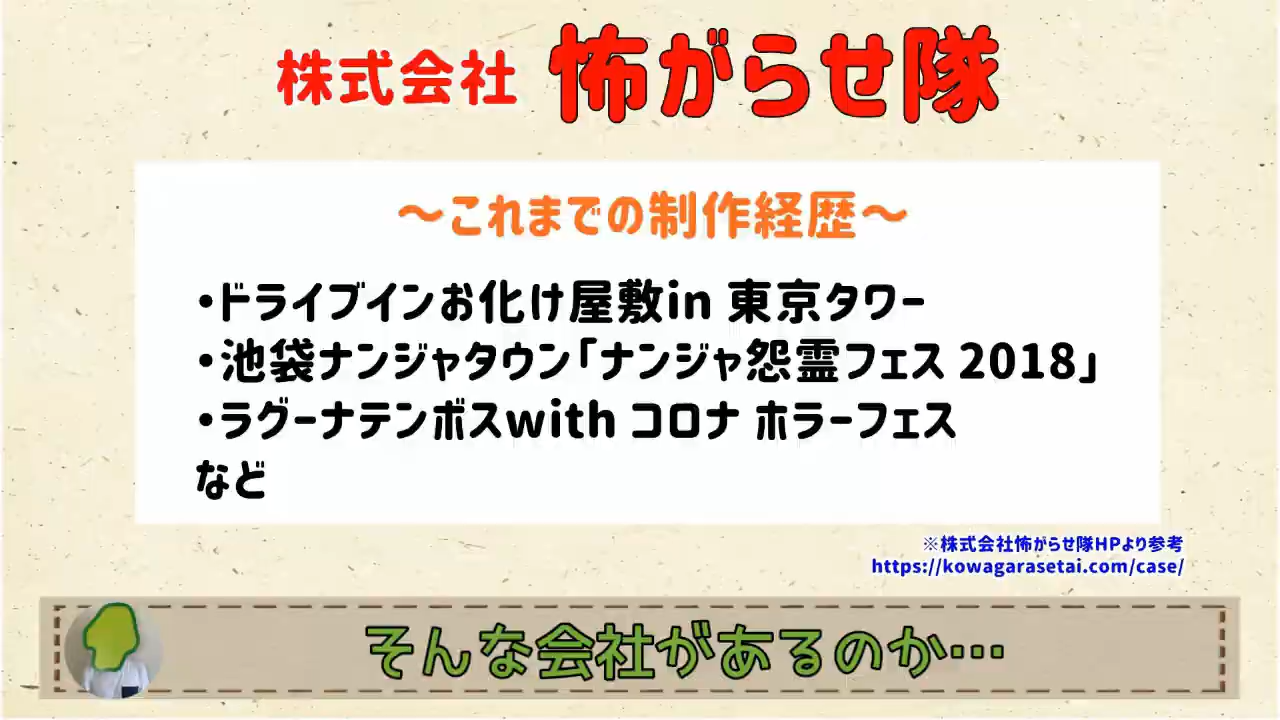 株式会社 怖がらせ隊
～これまでの制作経歴～
・ドライブインお化け屋敷in 東京タワー
・池袋ナンジャタウン「ナンジャ怨霊フェス 2018」
・ラグーナテンボスwith コロナ ホラーフェス
など
※株式会社怖がらせ隊HPより参考
https://kowagarasetai.com/case/
そんな会社があるのか…